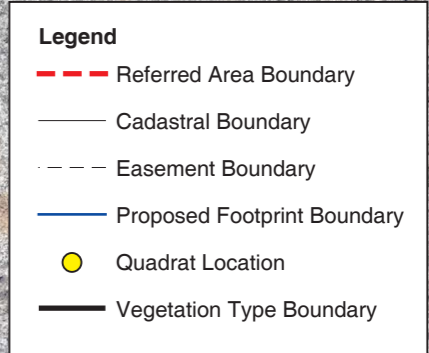 Legend
Referred Area Boundary
Cadastral Boundary
Easement Boundary
Proposed Footprint Boundary
Quadrat Location
Vegetation Type Boundary